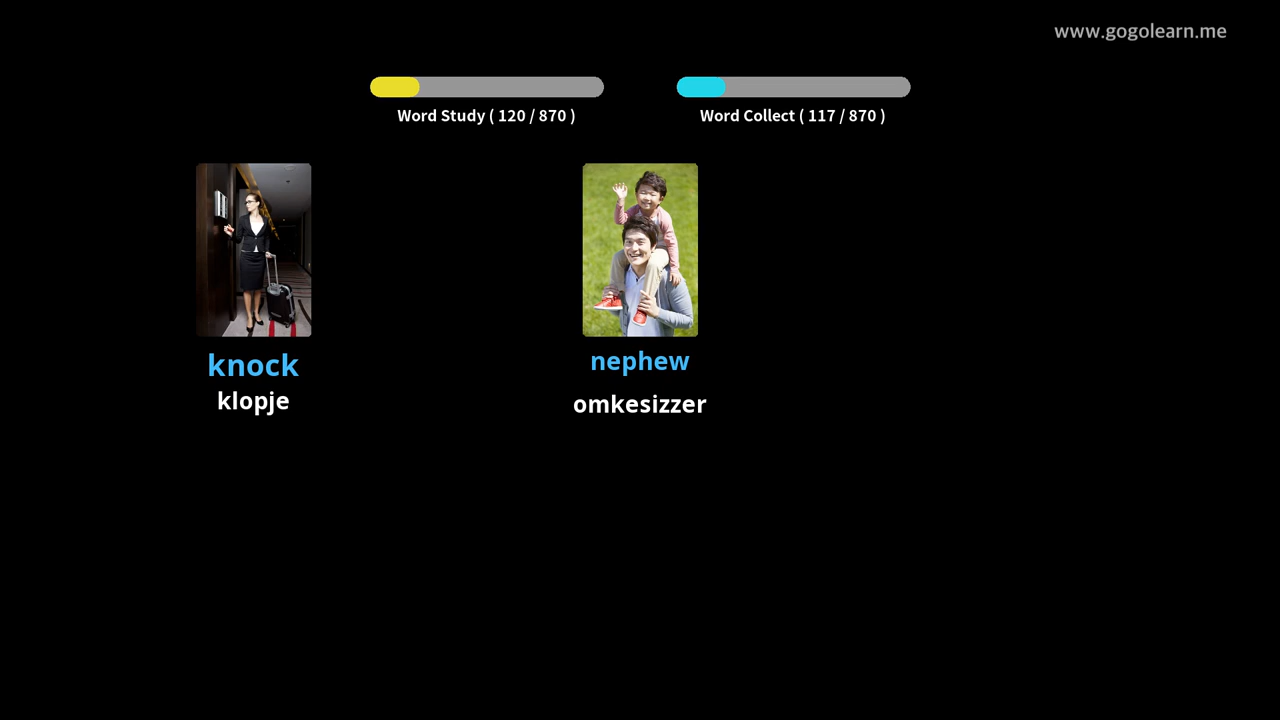 www.gogolearn.me
Word Study ( 120 / 870 )
Word Collect ( 117 / 870 )
knock
klopje
nephew
omkesizzer